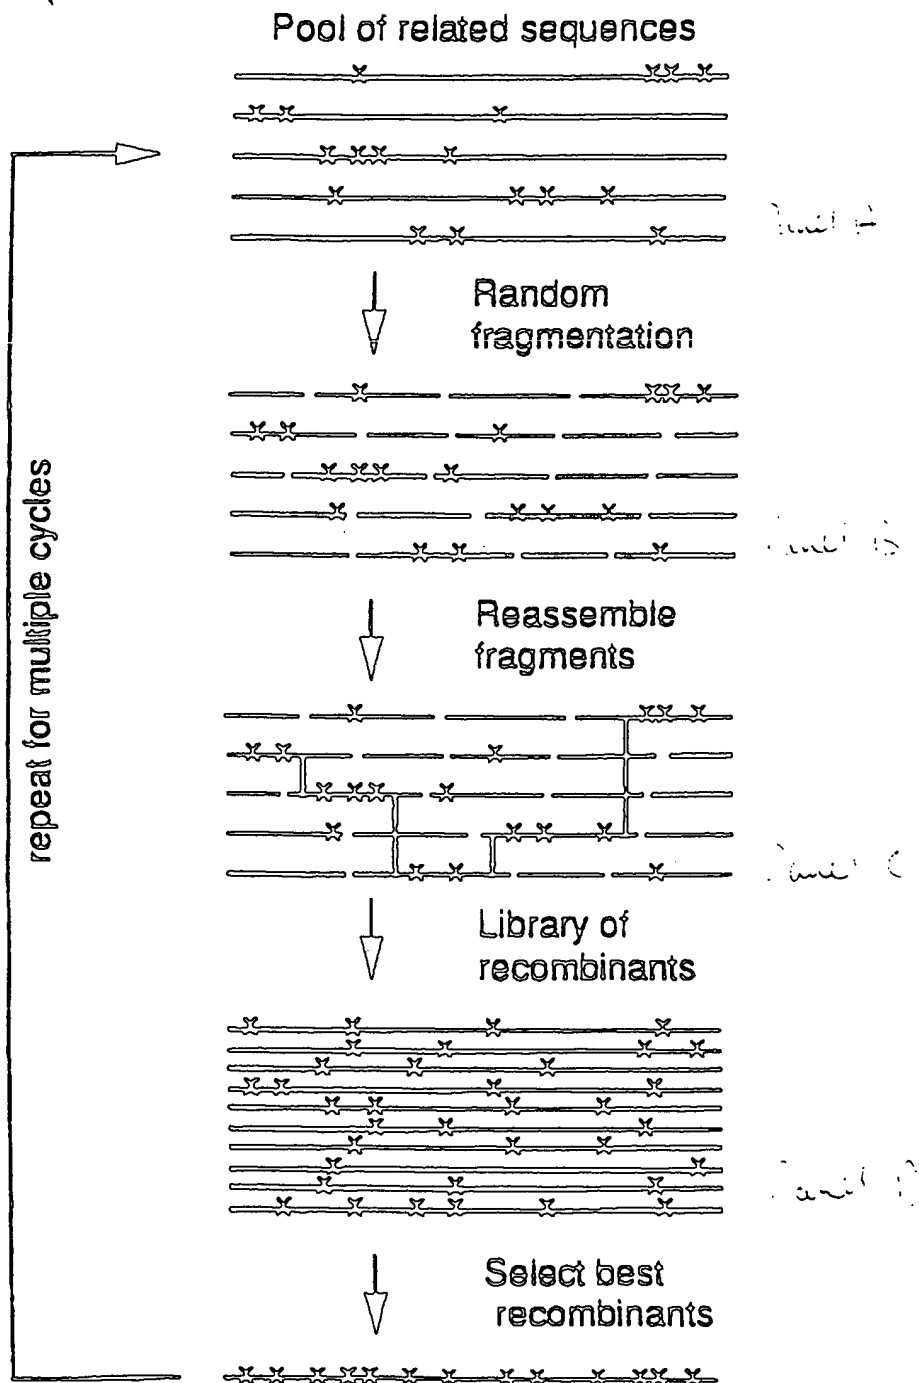 Pool of related sequences
Random
fragmentation
Reassemble
fragments
repeat for multiple cycles
Library of
recombinants
Select best
recombinants